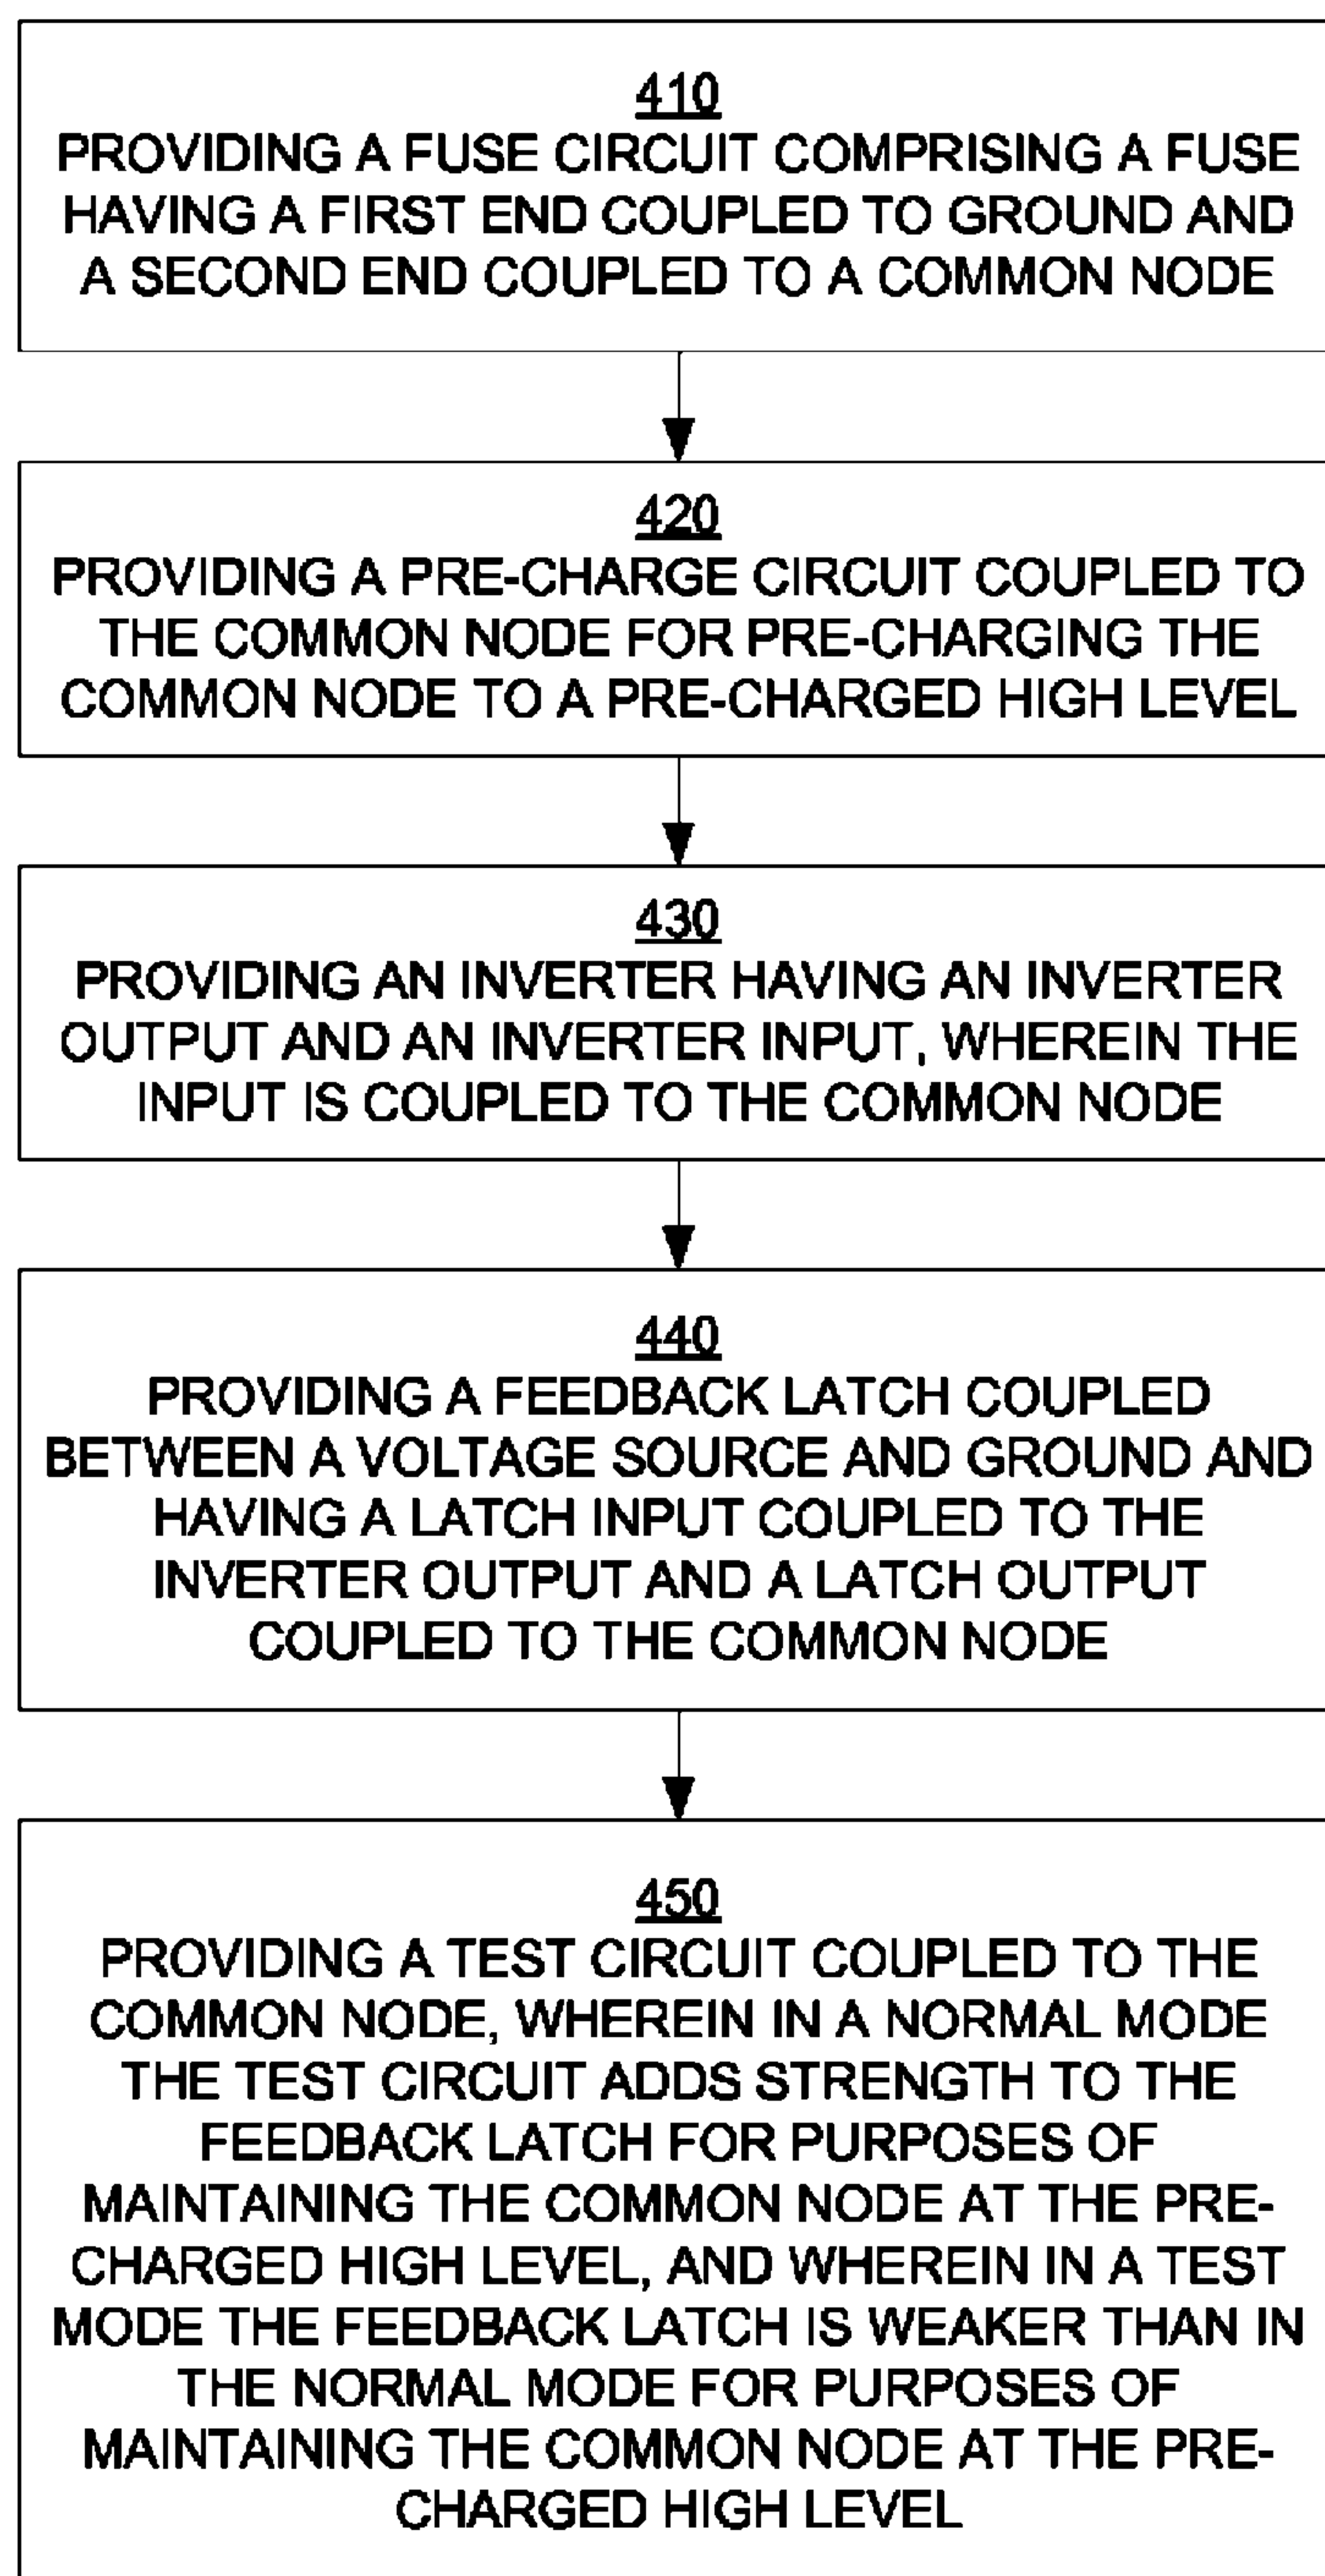 410
PROVIDING A FUSE CIRCUIT COMPRISING A FUSE
HAVING A FIRST END COUPLED TO GROUND AND
A SECOND END COUPLED TO A COMMON NODE
420
PROVIDING A PRE-CHARGE CIRCUIT COUPLED TO
THE COMMON NODE FOR PRE-CHARGING THE
COMMON NODE TO A PRE-CHARGED HIGH LEVEL
430
PROVIDING AN INVERTER HAVING AN INVERTER
OUTPUT AND AN INVERTER INPUT, WHEREIN THE
INPUT IS COUPLED TO THE COMMON NODE
440
PROVIDING A FEEDBACK LATCH COUPLED
BETWEEN A VOLTAGE SOURCE AND GROUND AND
HAVING A LATCH INPUT COUPLED TO THE
INVERTER OUTPUT AND A LATCH OUTPUT
COUPLED TO THE COMMON NODE
450
PROVIDING A TEST CIRCUIT COUPLED TO THE
COMMON NODE, WHEREIN IN A NORMAL MODE
THE TEST CIRCUIT ADDS STRENGTH TO THE
FEEDBACK LATCH FOR PURPOSES OF
MAINTAINING THE COMMON NODE AT THE PRE-
CHARGED HIGH LEVEL, AND WHEREIN IN A TEST
MODE THE FEEDBACK LATCH IS WEAKER THAN IN
THE NORMAL MODE FOR PURPOSES OF
MAINTAINING THE COMMON NODE AT THE PRE-
CHARGED HIGH LEVEL